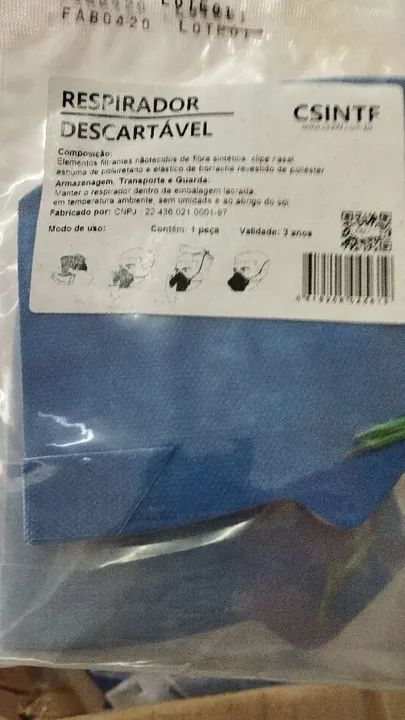 FAB0420 LOTE01
RESPIRADOR
DESCARTÁVEL
CSINTF
Composição:
Elementos filtrantes nãotecidos de fibra sintética, clipe nasal
espuma de poliuretano e elástico de borracha revestido de poliéster
Armazenagem, Transporte e Guarda:
Manter o respirador dentro da embalagem lacrada,
em temperatura ambiente, sem umidade e ao abrigo do sol
Fabricado por: CNPJ : 22.436.021.0001-97
Modo de uso: Contém: 1 peça Validade: 3 anos